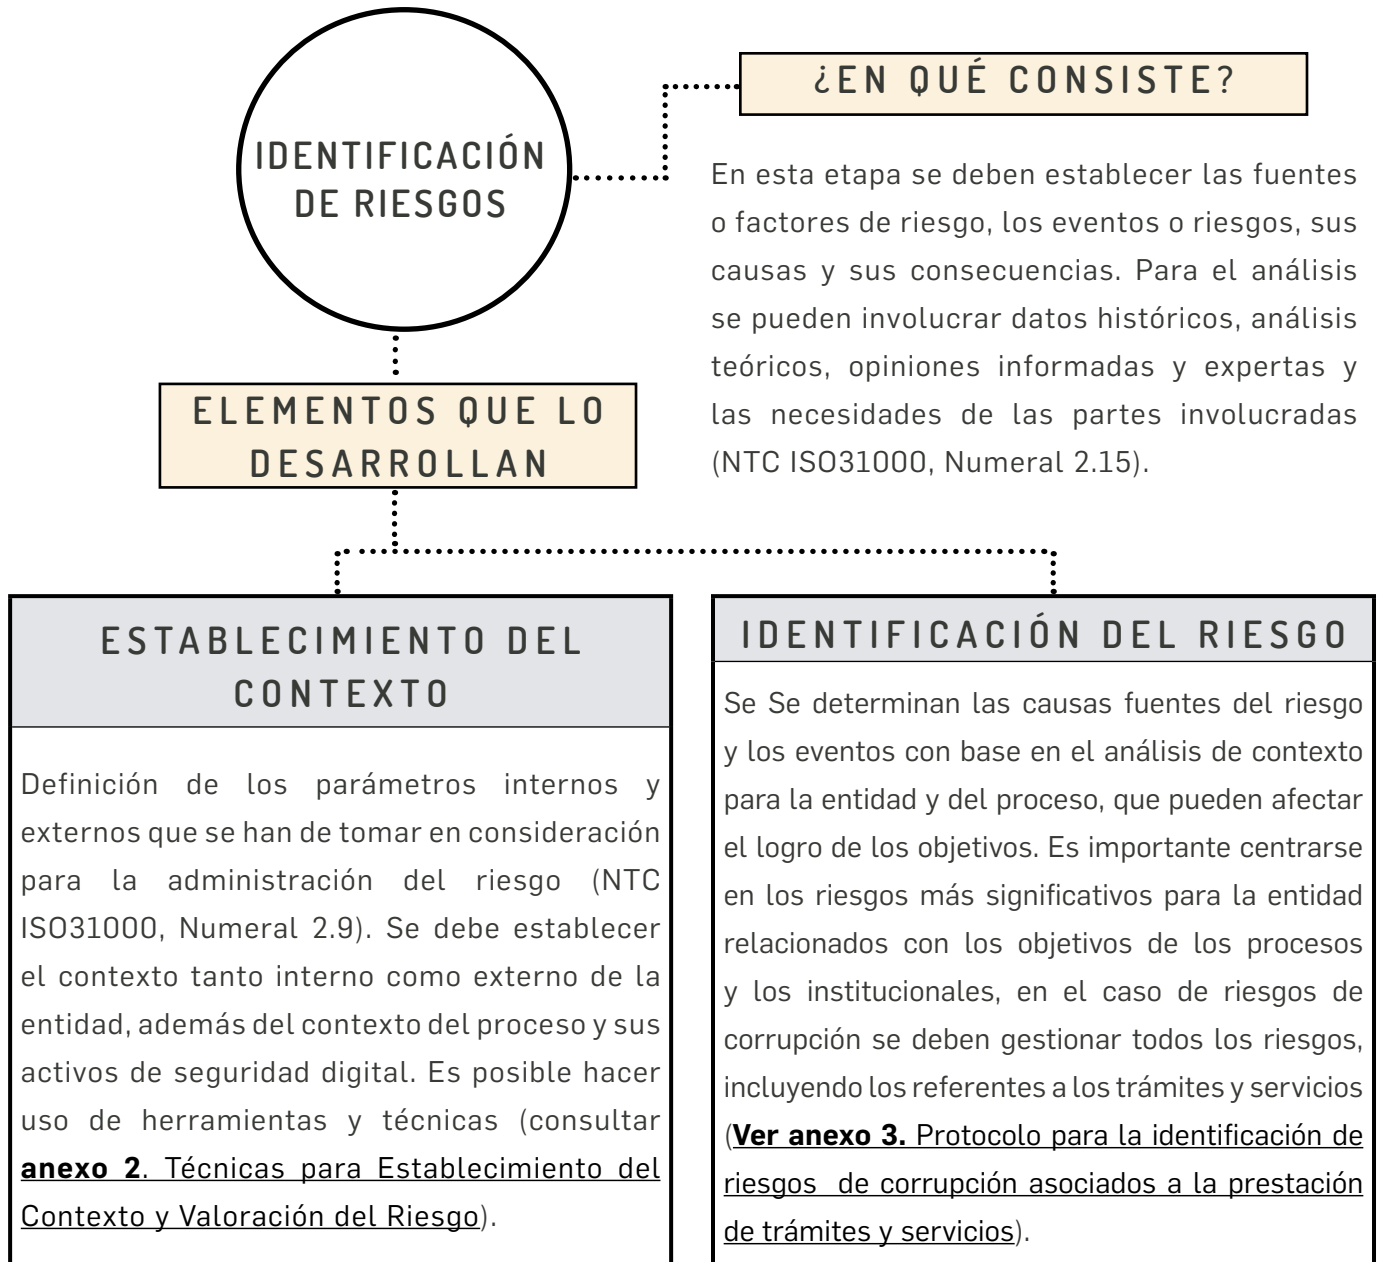 IDENTIFICACIÓN
DE RIESGOS
¿EN QUÉ CONSISTE?
En esta etapa se deben establecer las fuentes
o factores de riesgo, los eventos o riesgos, sus
causas y sus consecuencias. Para el análisis
se pueden involucrar datos históricos, análisis
teóricos, opiniones informadas y expertas y
las necesidades de las partes involucradas
(NTC ISO31000, Numeral 2.15).
ELEMENTOS QUE LO
DESARROLLAN
ESTABLECIMIENTO DEL
CONTEXTO
Definición de los parámetros internos y
externos que se han de tomar en consideración
para la administración del riesgo (NTC
ISO31000, Numeral 2.9). Se debe establecer
el contexto tanto interno como externo de la
entidad, además del contexto del proceso y sus
activos de seguridad digital. Es posible hacer
uso de herramientas y técnicas (consultar
anexo 2. Técnicas para Establecimiento del
Contexto y Valoración del Riesgo).
IDENTIFICACIÓN DEL RIESGO
Se Se determinan las causas fuentes del riesgo
y los eventos con base en el análisis de contexto
para la entidad y del proceso, que pueden afectar
el logro de los objetivos. Es importante centrarse
en los riesgos más significativos para la entidad
relacionados con los objetivos de los procesos
y los institucionales, en el caso de riesgos de
corrupción se deben gestionar todos los riesgos,
incluyendo los referentes a los trámites y servicios
(Ver anexo 3. Protocolo para la identificación de
riesgos de corrupción asociados a la prestación
de trámites y servicios).